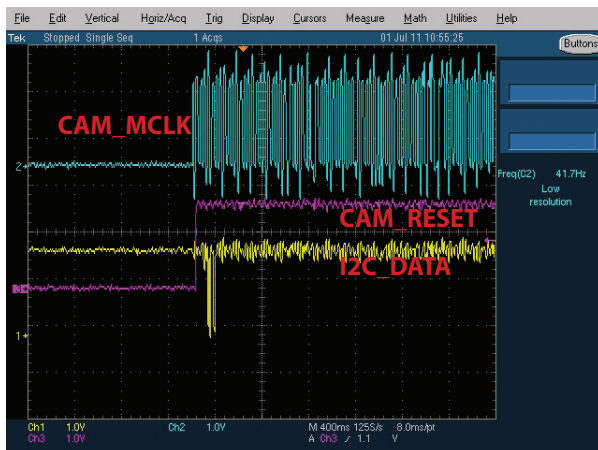 File Edit Vertical Horiz/Acq Trig Display Cursors Measure Math Utilities Help
Tek Stopped Single Seq 1 Acqs 01 Jul 11 10:55:25 Buttons
CAM_MCLK
2
Freq(C2) 41.7Hz
Low
resolution
CAM_RESET
I2C_DATA
1
Ch1 1.0V Ch2 1.0V M 400ms 125S/s 8.0ms/pt
Ch3 1.0V A Ch3 1.1 V